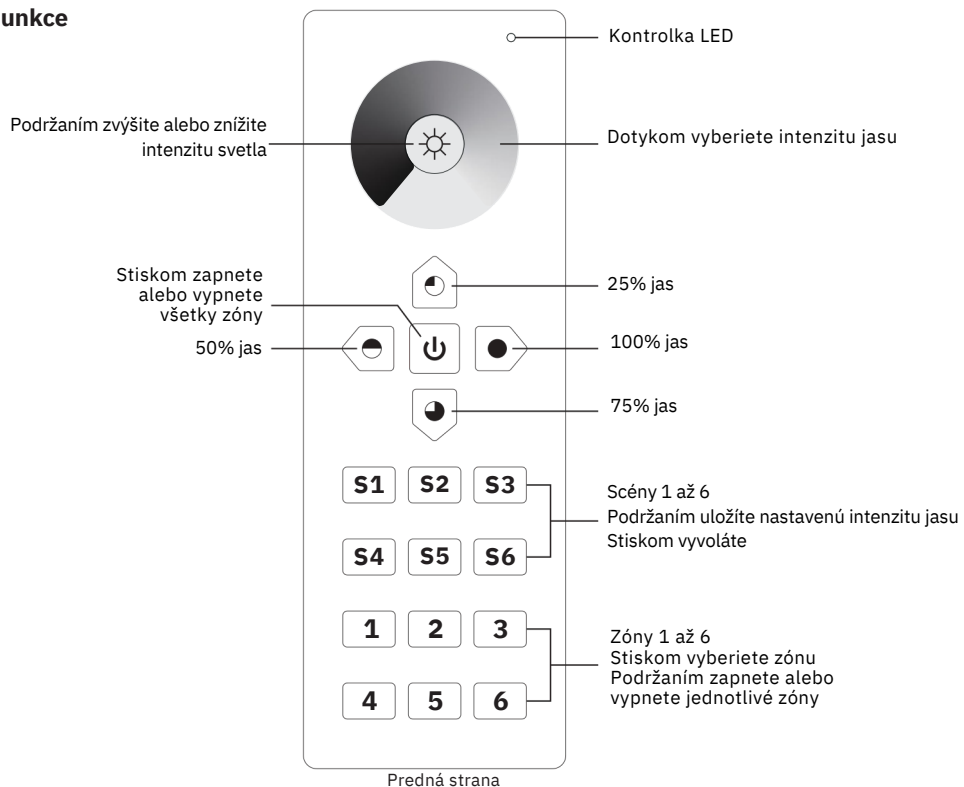 unkce
Kontrolka LED
Podržaním zvýšite alebo znížite
intenzitu svetla
Dotykom vyberiete intenzitu jasu
Stiskom zapnete
alebo vypnete
všetky zóny
25% jas
50% jas
100% jas
75% jas
S1 S2 S3
S4 S5 S6
Scény 1 až 6
Podržaním uložíte nastavenú intenzitu jasu
Stiskom vyvoláte
1 2 3
4 5 6
Zóny 1 až 6
Stiskom vyberiete zónu
Podržaním zapnete alebo
vypnete jednotlivé zóny
Predná strana